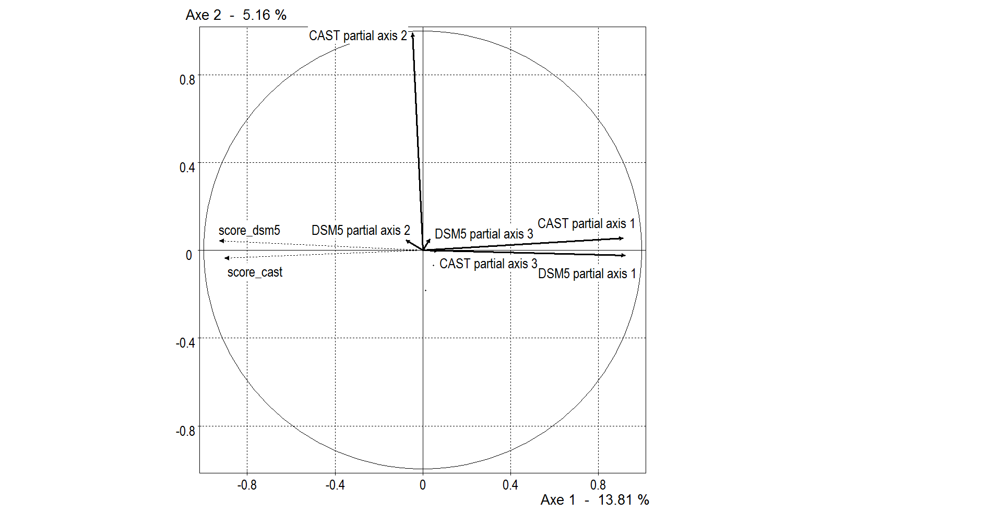 Axe 2 - 5.16 %
CAST partial axis 2
0.8
0.4
CAST partial axis 1
score_dsm5
DSM5 partial axis 2
DSM5 partial axis 3
0
CAST partial axis 3
score_cast
DSM5 partial axis 1
-0.4
-0.8
-0.8 -0.4 0 0.4 0.8
Axe 1 - 13.81 %